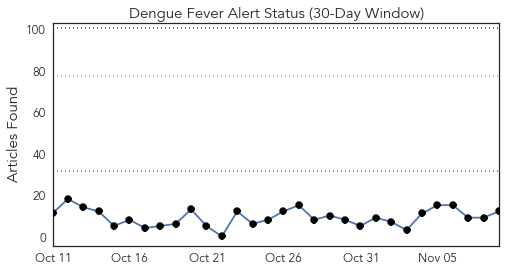 Dengue Fever Alert Status (30-Day Window)
Articles Found
100
80
60
40
20
0
Oct 11
Oct 16
Oct 21
Oct 26
Oct 31
Nov 05